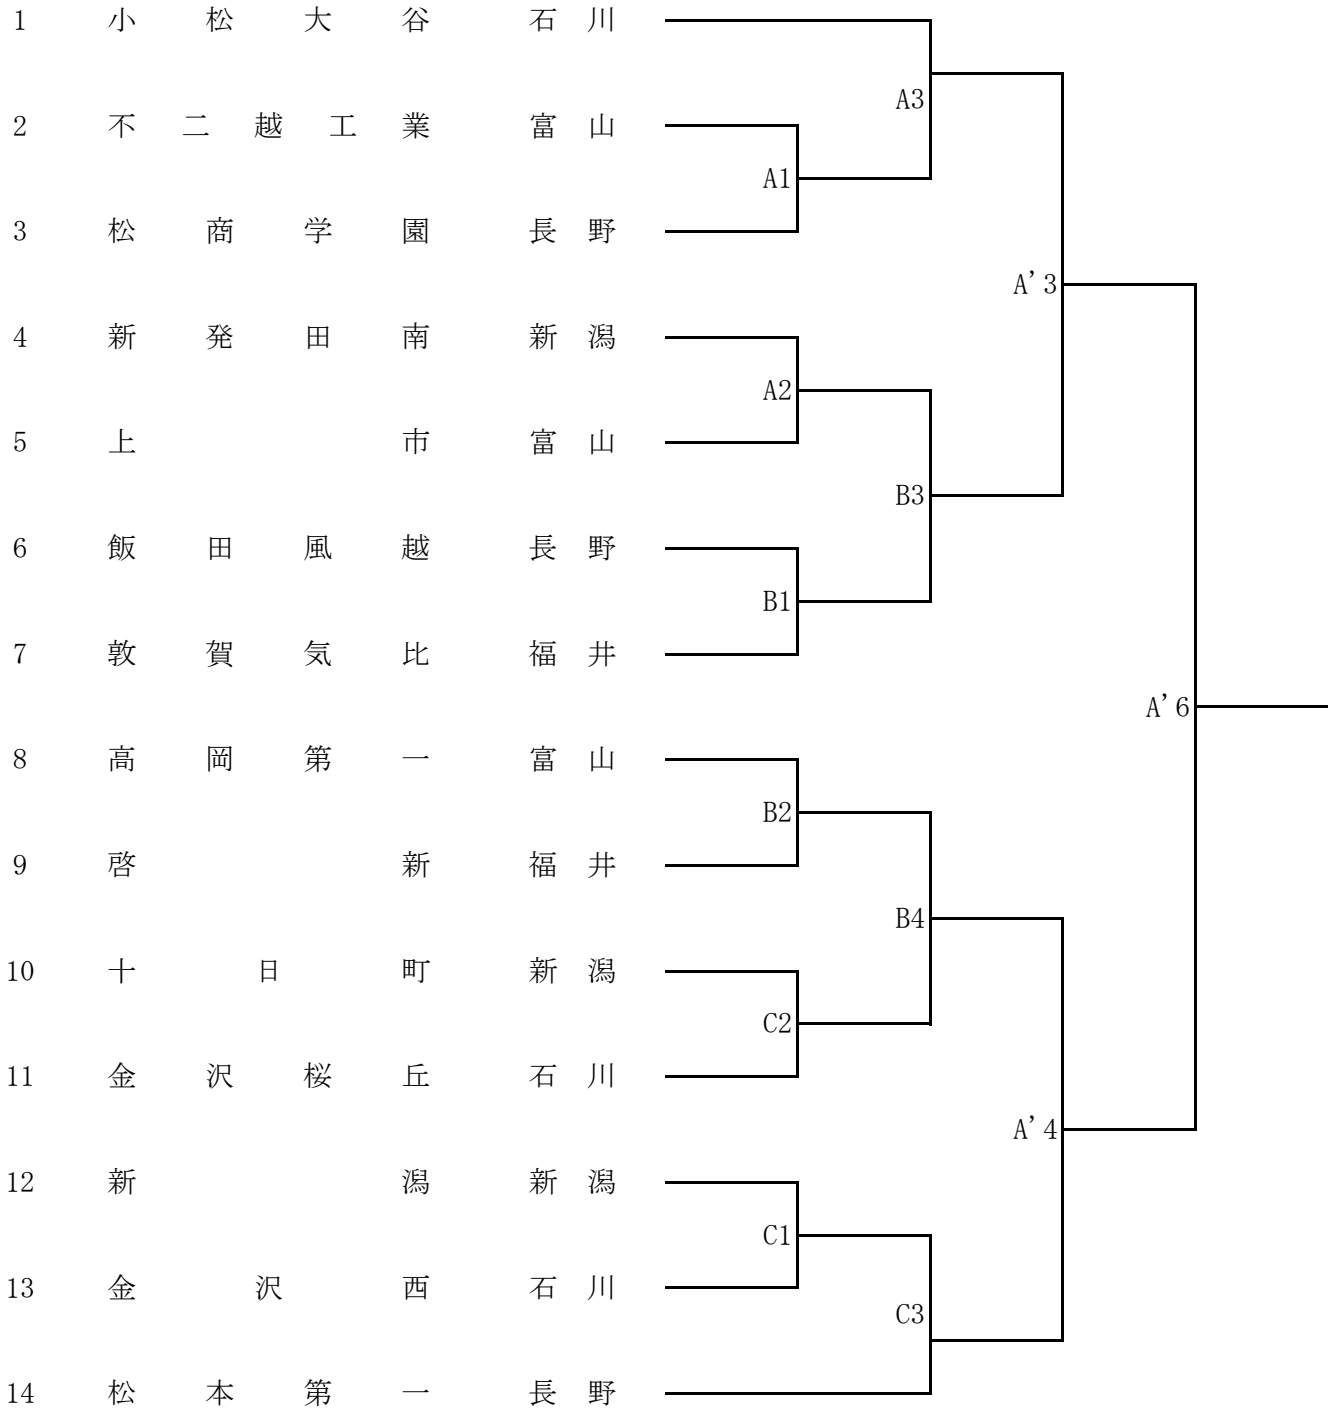 1 小松大谷 石川
A3
2 不二越工業 富山
A1
3 松商学園 長野
A'3
4 新発田南 新潟
A2
5 上市 富山
B3
6 飯田風越 長野
B1
7 敦賀気比 福井
A'6
8 高岡第一 富山
B2
9 啓新 福井
B4
10 十日町 新潟
C2
11 金沢桜丘 石川
A'4
12 新潟 新潟
C1
13 金沢西 石川
C3
14 松本第一 長野